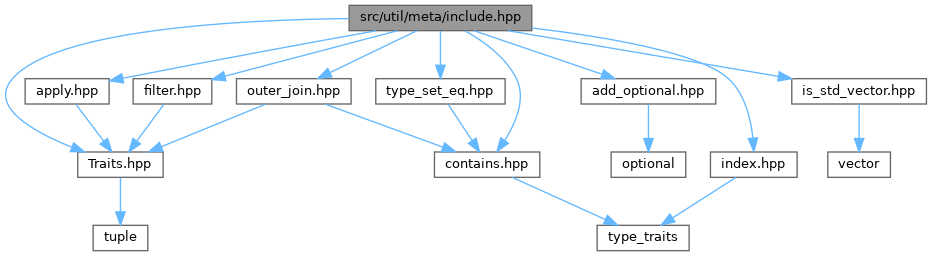 src/util/meta/include.hpp
apply.hpp
filter.hpp
outer_join.hpp
type_set_eq.hpp
add_optional.hpp
is_std_vector.hpp
Traits.hpp
contains.hpp
optional
index.hpp
vector
tuple
type_traits